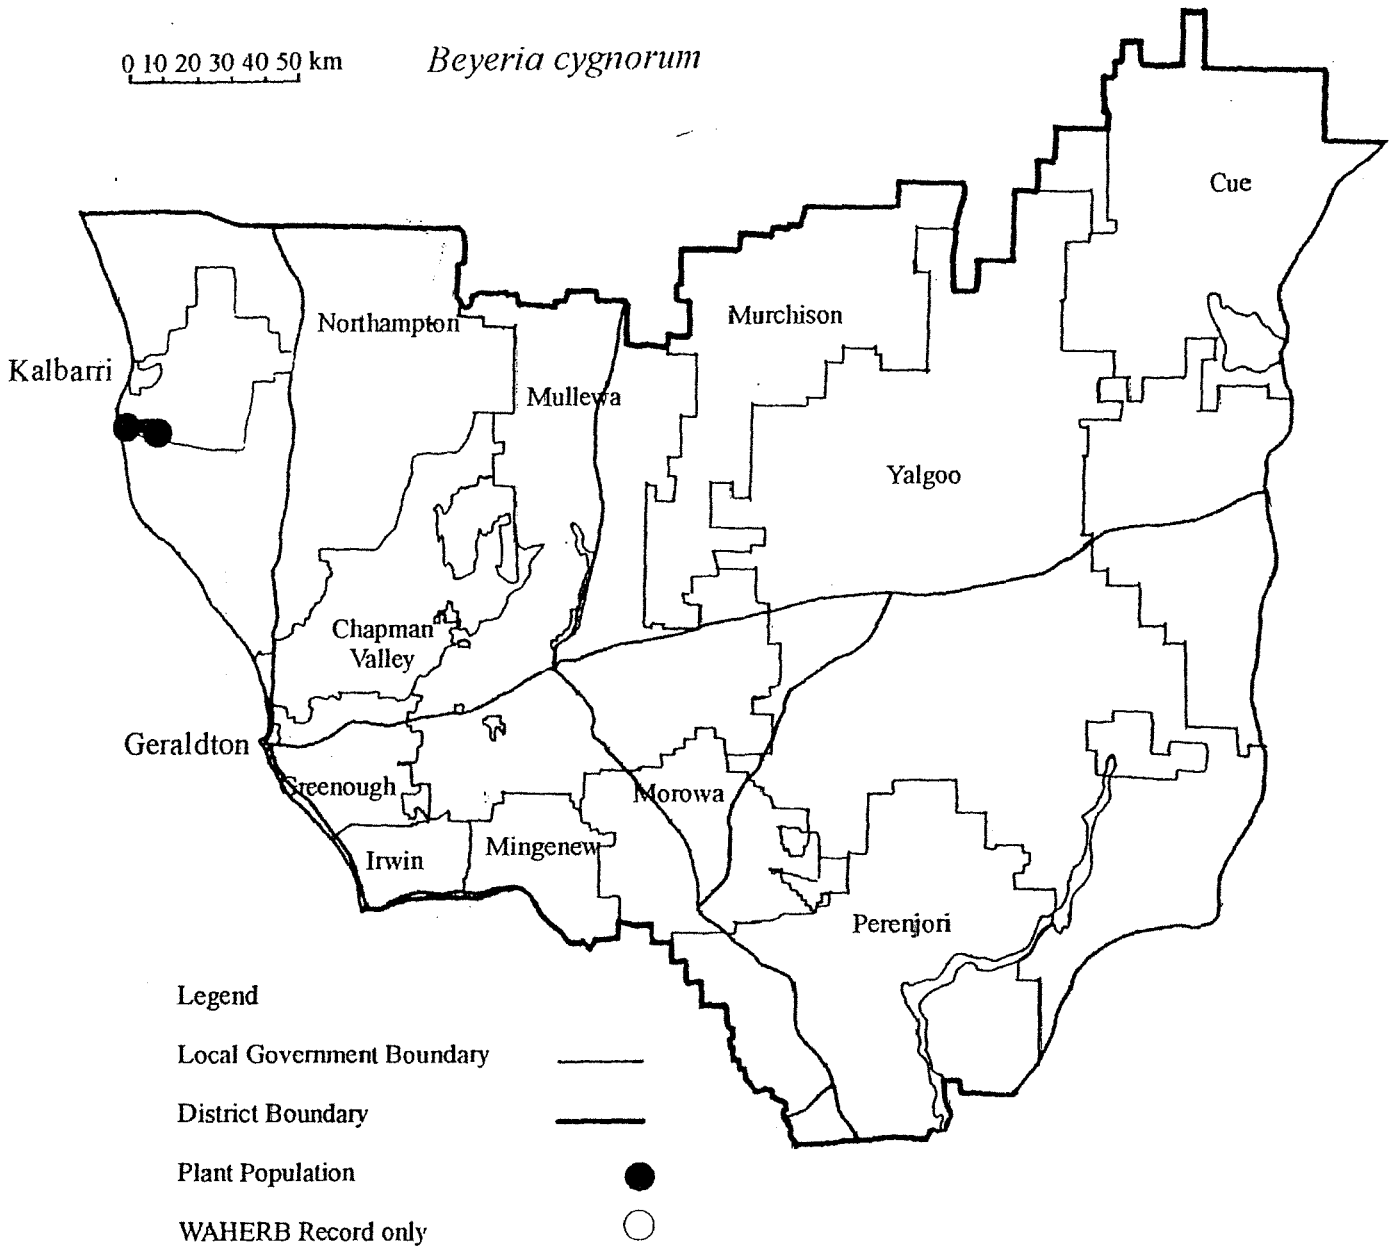 0 10 20 30 40 50 km
Beyeria cygnorum
Cue
Northampton
Murchison
Kalbarri
Mullewa
Yalgoo
Chapman
Valley
Geraldton
Greenough
Morowa
Irwin
Mingenew
Perenjori
Legend
Local Government Boundary
District Boundary
Plant Population
WAHERB Record only